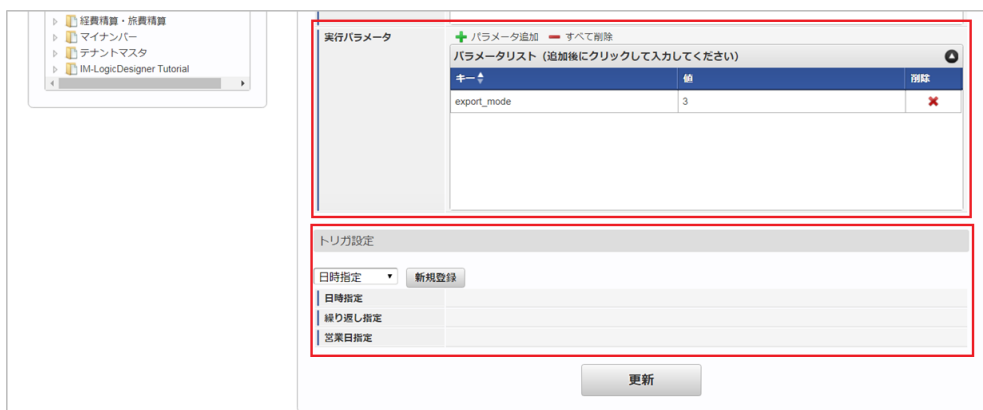 経費精算・旅費精算
マイナンバー
テナントマスタ
IM-LogicDesigner Tutorial
実行パラメータ
パラメータ追加 すべて削除
パラメータリスト（追加後にクリックして入力してください）
キー 値 削除
export_mode 3
トリガ設定
日時指定 新規登録
日時指定
繰り返し指定
営業日指定
更新